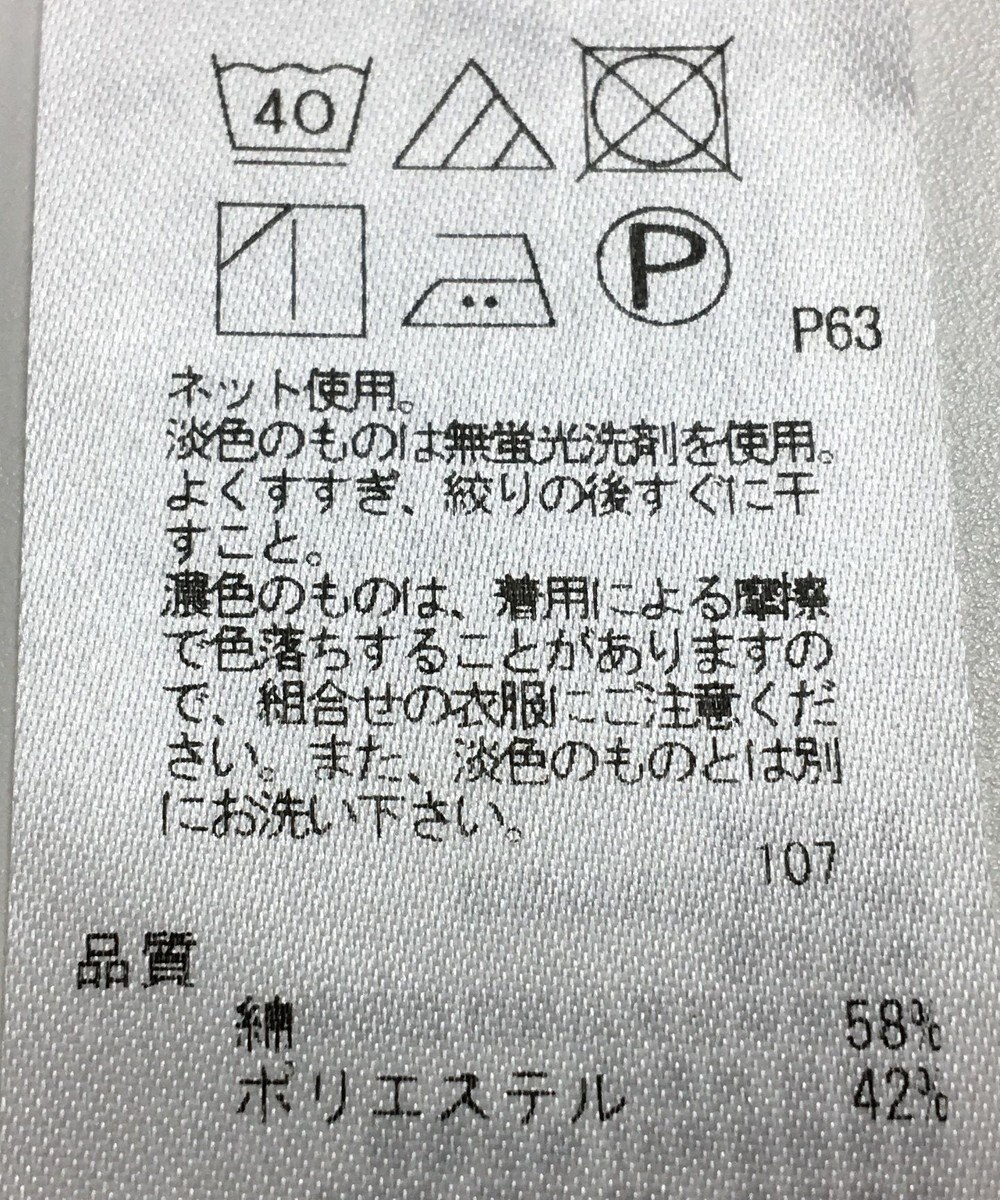 40
P
P63
ネット使用。
淡色のものは無蛍光洗剤を使用。
よくすすぎ、絞りの後すぐに干
すこと。
濃色のものは、着用による摩擦
で色落ちすることがありますの
で、組合せの衣服にご注意くだ
さい。また、淡色のものとは別
にお洗い下さい。
107
品質
綿 58%
ポリエステル 42%